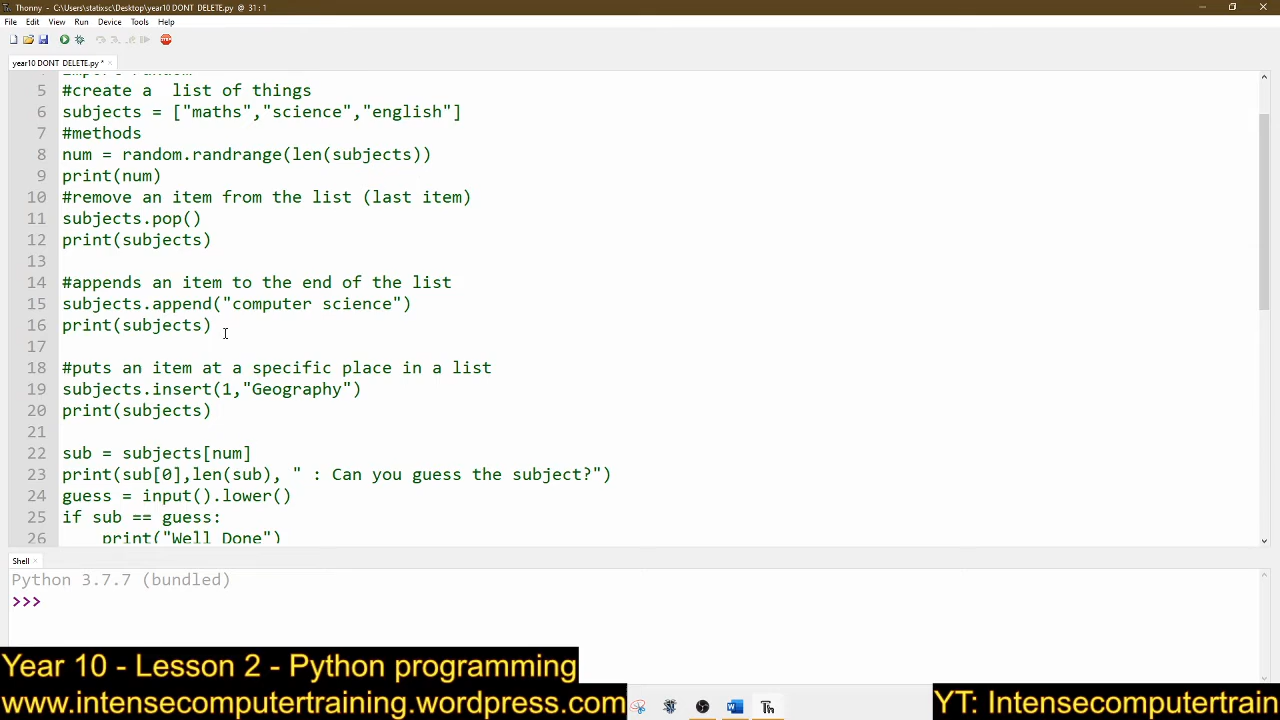 Thonny - C:\Users\statixsc\Desktop\year10 DONT DELETE.py @ 31:1
File Edit View Run Device Tools Help
STOP
year10 DONT DELETE.py *
import random
5 #create a  list of things
6 subjects = ["maths","science","english"]
7 #methods
8 num = random.randrange(len(subjects))
9 print(num)
10 #remove an item from the list (last item)
11 subjects.pop()
12 print(subjects)
13
14 #appends an item to the end of the list
15 subjects.append("computer science")
16 print(subjects)
17
18 #puts an item at a specific place in a list
19 subjects.insert(1,"Geography")
20 print(subjects)
21
22 sub = subjects[num]
23 print(sub[0],len(sub), " : Can you guess the subject?")
24 guess = input().lower()
25 if sub == guess:
26     print("Well Done")
Shell
Python 3.7.7 (bundled)
>>>
Year 10 - Lesson 2 - Python programming
www.intensecomputertraining.wordpress.com
Th
YT: Intensecomputertrain